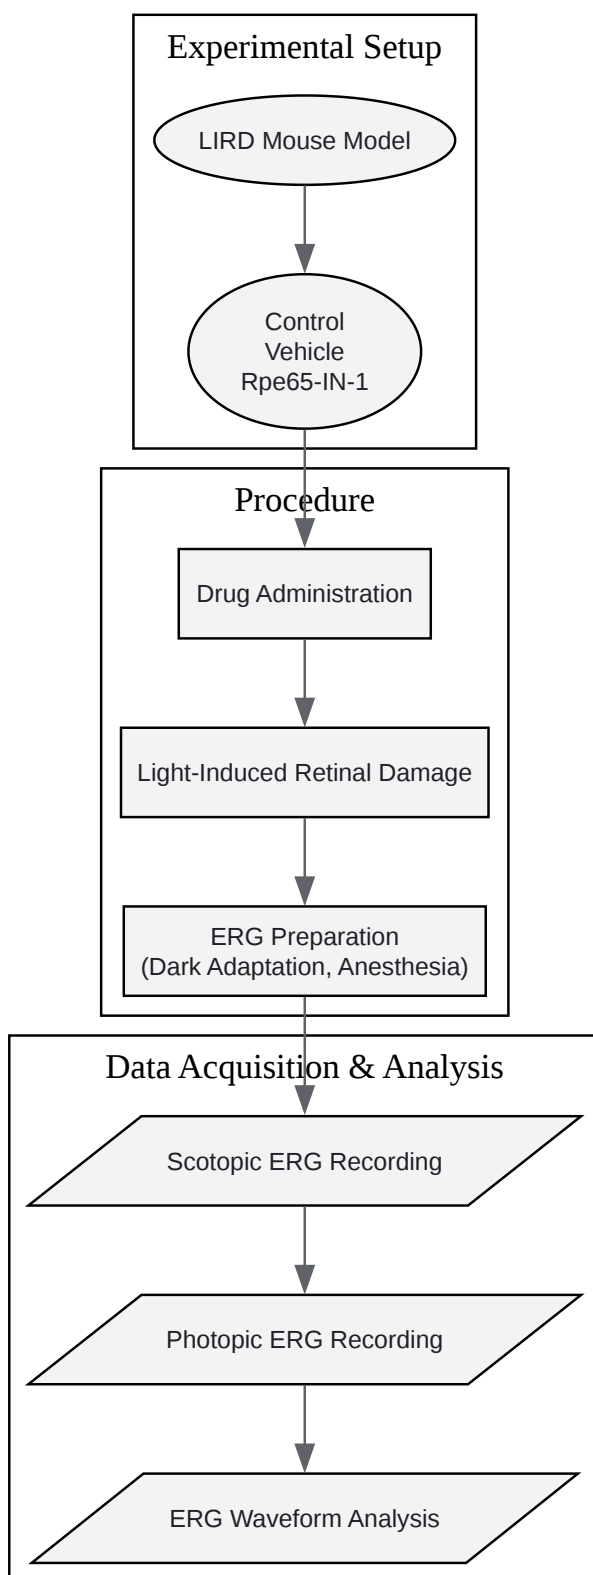 Experimental Setup
LIRD Mouse Model
Control
Vehicle
Rpe65-IN-1
Procedure
Drug Administration
Light-Induced Retinal Damage
ERG Preparation
(Dark Adaptation, Anesthesia)
Data Acquisition & Analysis
Scotopic ERG Recording
Photopic ERG Recording
ERG Waveform Analysis